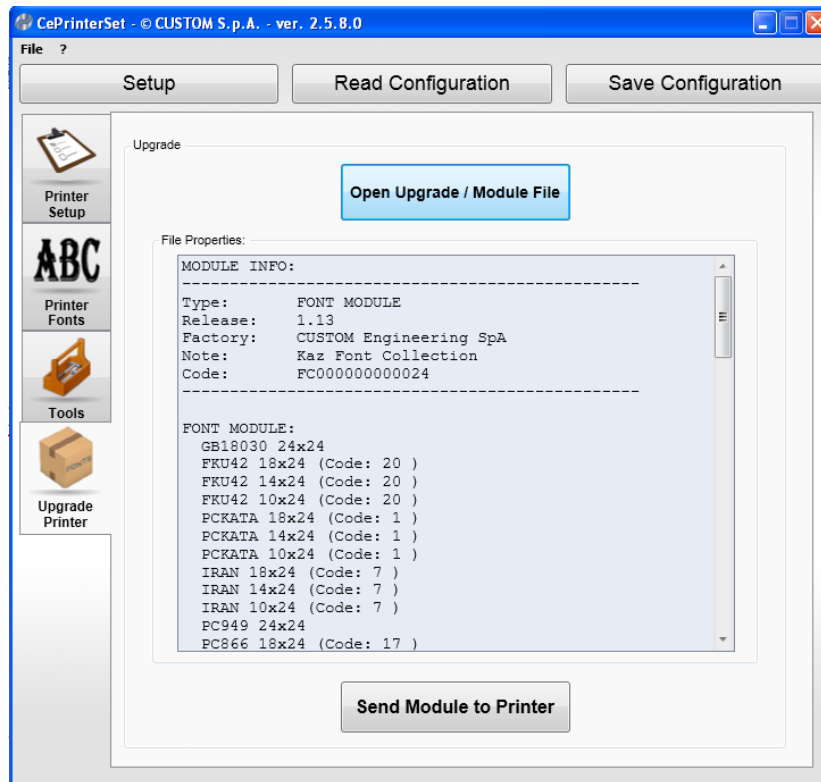 CePrinterSet - © CUSTOM S.p.A. - ver. 2.5.8.0
File ?
Setup Read Configuration Save Configuration
Printer
Setup
ABC
Printer
Fonts
Tools
FONTS
Upgrade
Printer
Upgrade
Open Upgrade / Module File
File Properties:
MODULE INFO:
------------------------------------------------
Type: FONT MODULE
Release: 1.13
Factory: CUSTOM Engineering SpA
Note: Kaz Font Collection
Code: FC000000000024
------------------------------------------------
FONT MODULE:
GB18030 24x24
FKU42 18x24 (Code: 20 )
FKU42 14x24 (Code: 20 )
FKU42 10x24 (Code: 20 )
PCKATA 18x24 (Code: 1 )
PCKATA 14x24 (Code: 1 )
PCKATA 10x24 (Code: 1 )
IRAN 18x24 (Code: 7 )
IRAN 14x24 (Code: 7 )
IRAN 10x24 (Code: 7 )
PC949 24x24
PC866 18x24 (Code: 17 )
Send Module to Printer